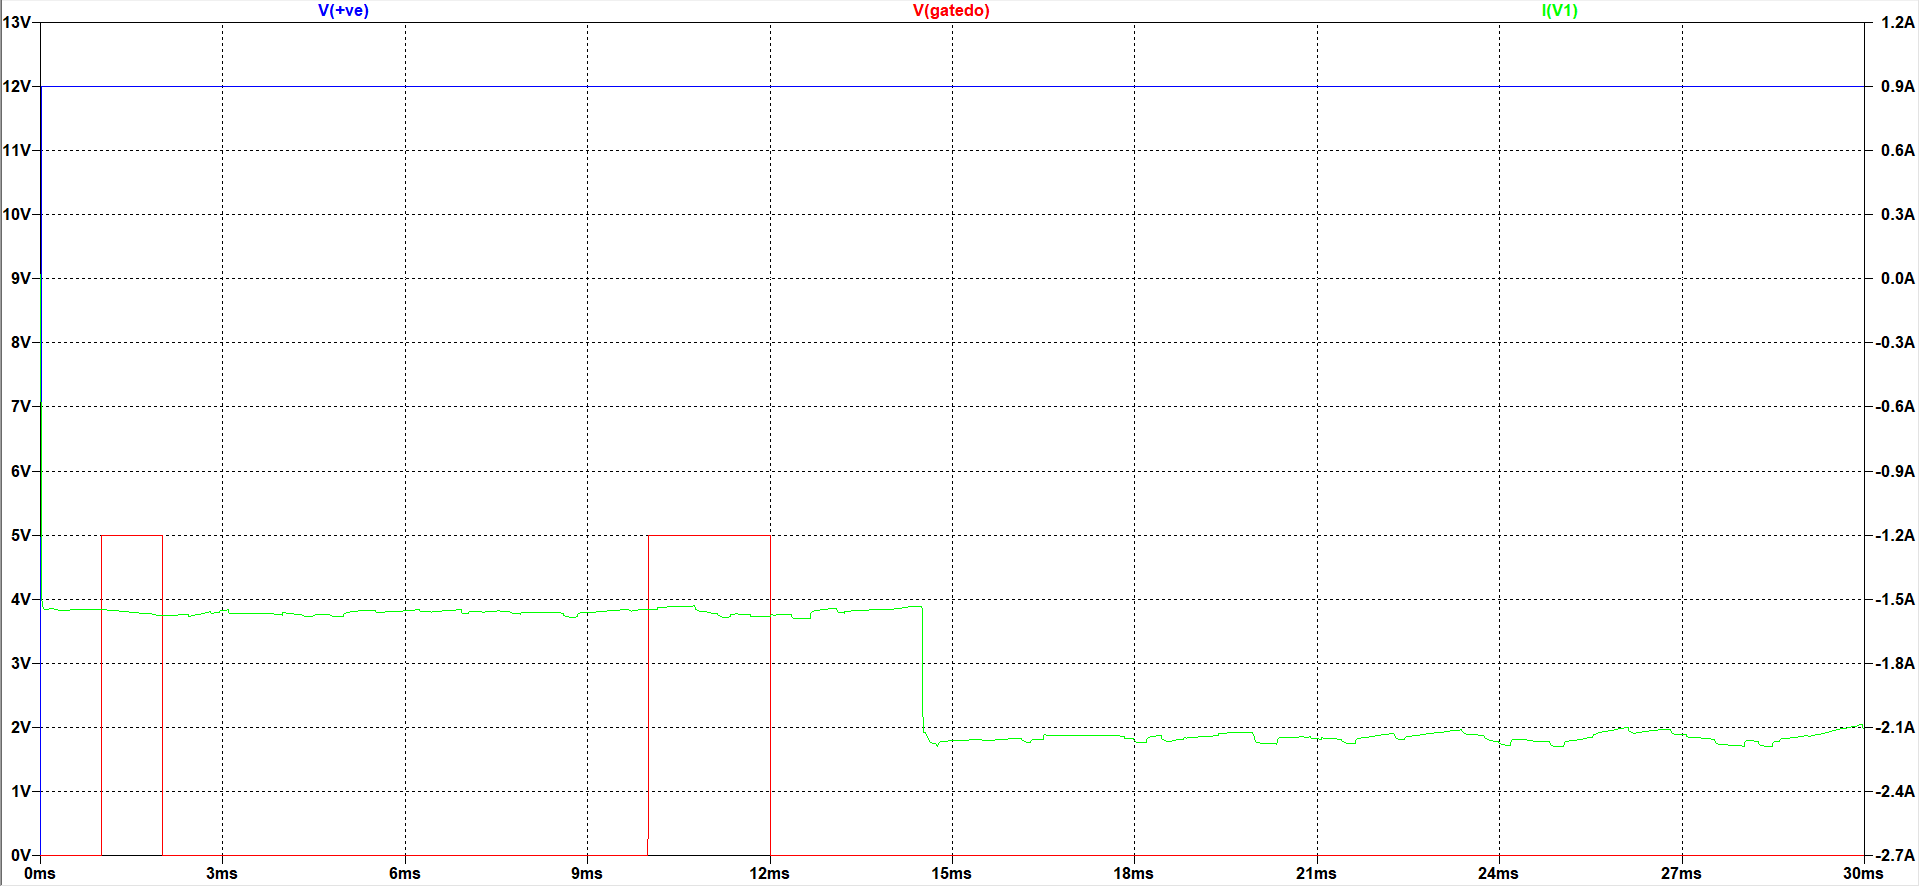 V(+ve) V(gatedo) I(V1)
13V 1.2A
12V 0.9A
11V 0.6A
10V 0.3A
9V 0.0A
8V -0.3A
7V -0.6A
6V -0.9A
5V -1.2A
4V -1.5A
3V -1.8A
2V -2.1A
1V -2.4A
0V -2.7A
0ms 3ms 6ms 9ms 12ms 15ms 18ms 21ms 24ms 27ms 30ms